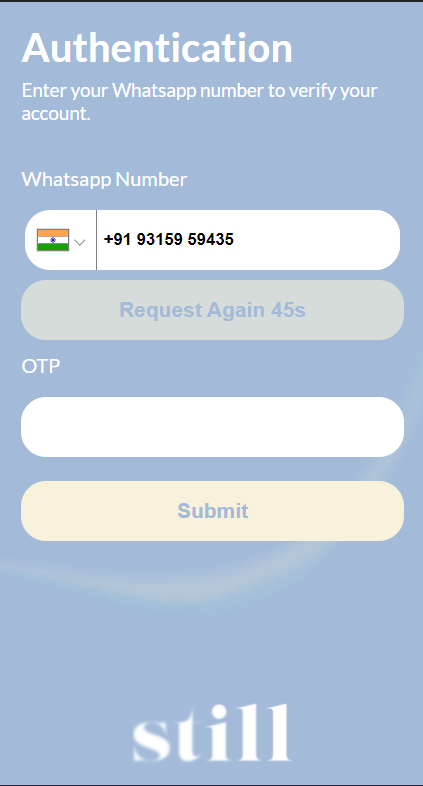 Authentication
Enter your Whatsapp number to verify your
account.
Whatsapp Number
+91 93159 59435
Request Again 45s
OTP
Submit
still